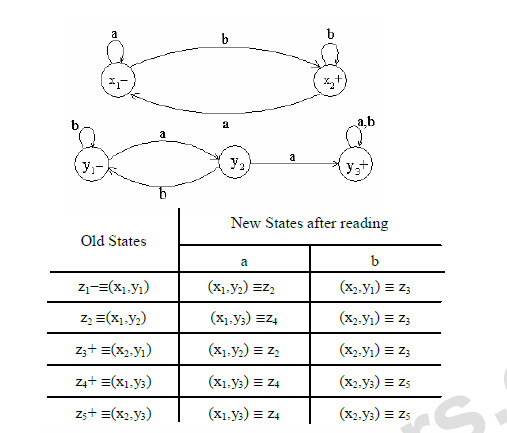 a
b
b
x₁–
x₂+
a
b
a
a,b
a
y₁–
y₂
y₃+
b
New States after reading
Old States
a b
z₁–≡(x₁,y₁) (x₁,y₂) ≡z₂ (x₂,y₁) ≡ z₃
z₂ ≡(x₁,y₂) (x₁,y₃) ≡z₄ (x₂,y₁) ≡ z₃
z₃+ ≡(x₂,y₁) (x₁,y₂) ≡ z₂ (x₂,y₁) ≡ z₃
z₄+ ≡(x₁,y₃) (x₁,y₃) ≡ z₄ (x₂,y₃) ≡ z₅
z₅+ ≡(x₂,y₃) (x₁,y₃) ≡ z₄ (x₂,y₃) ≡ z₅